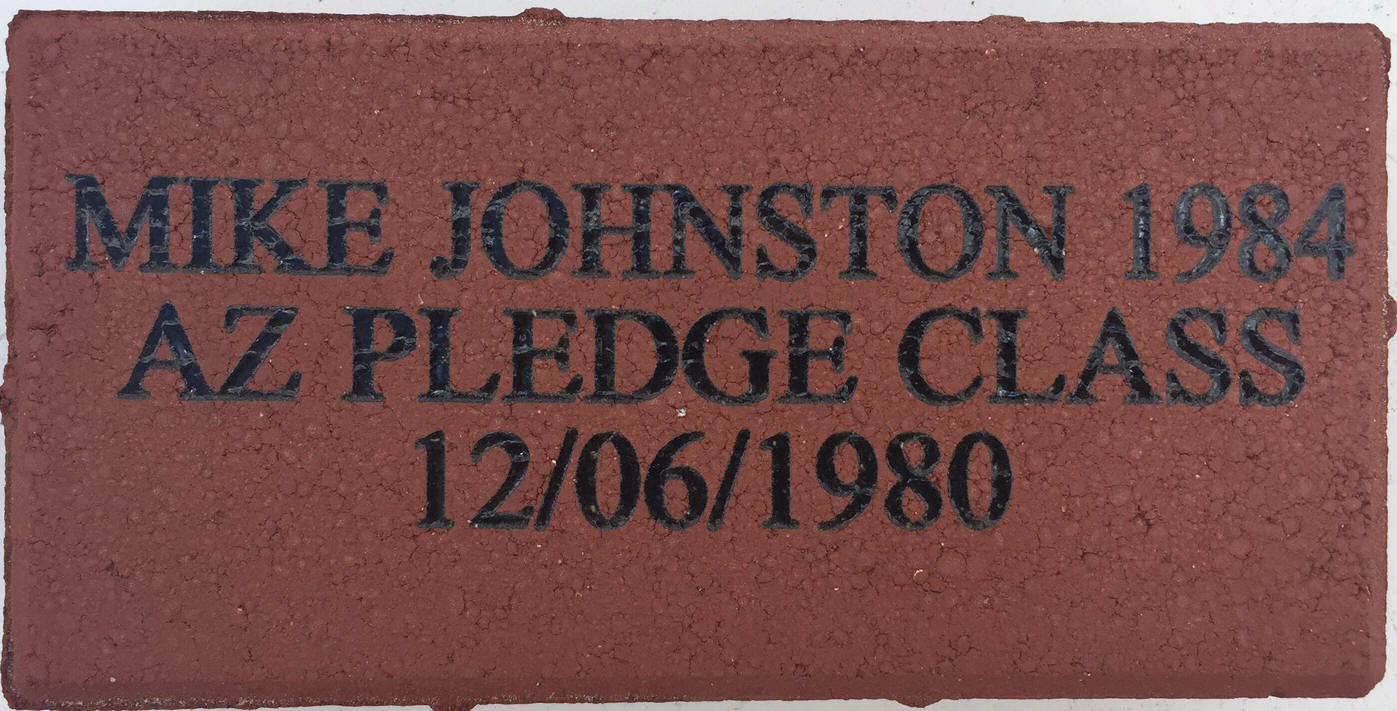 MIKE JOHNSTON 1984
AZ PLEDGE CLASS
12/06/1980